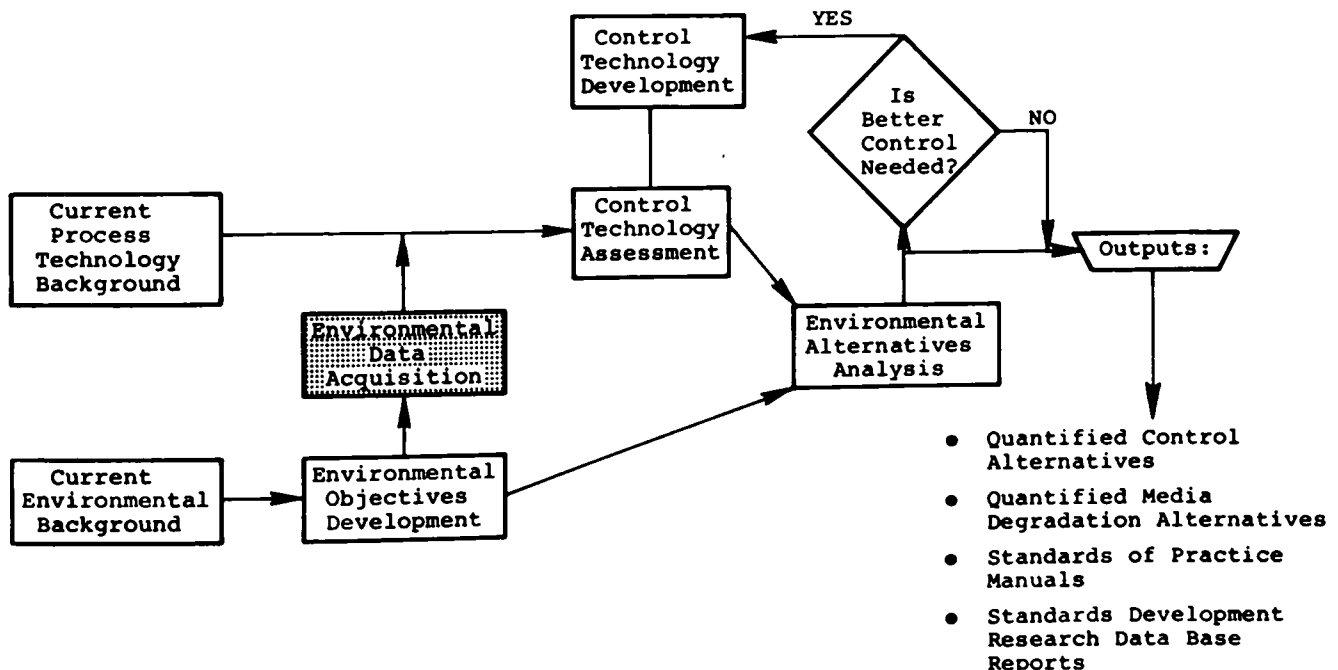 YES
Control
Technology
Development
Is
Better
Control
Needed?
NO
Current
Process
Technology
Background
Control
Technology
Assessment
Outputs:
Environmental
Data
Acquisition
Environmental
Alternatives
Analysis
Current
Environmental
Background
Environmental
Objectives
Development
● Quantified Control
Alternatives
● Quantified Media
Degradation Alternatives
● Standards of Practice
Manuals
● Standards Development
Research Data Base
Reports